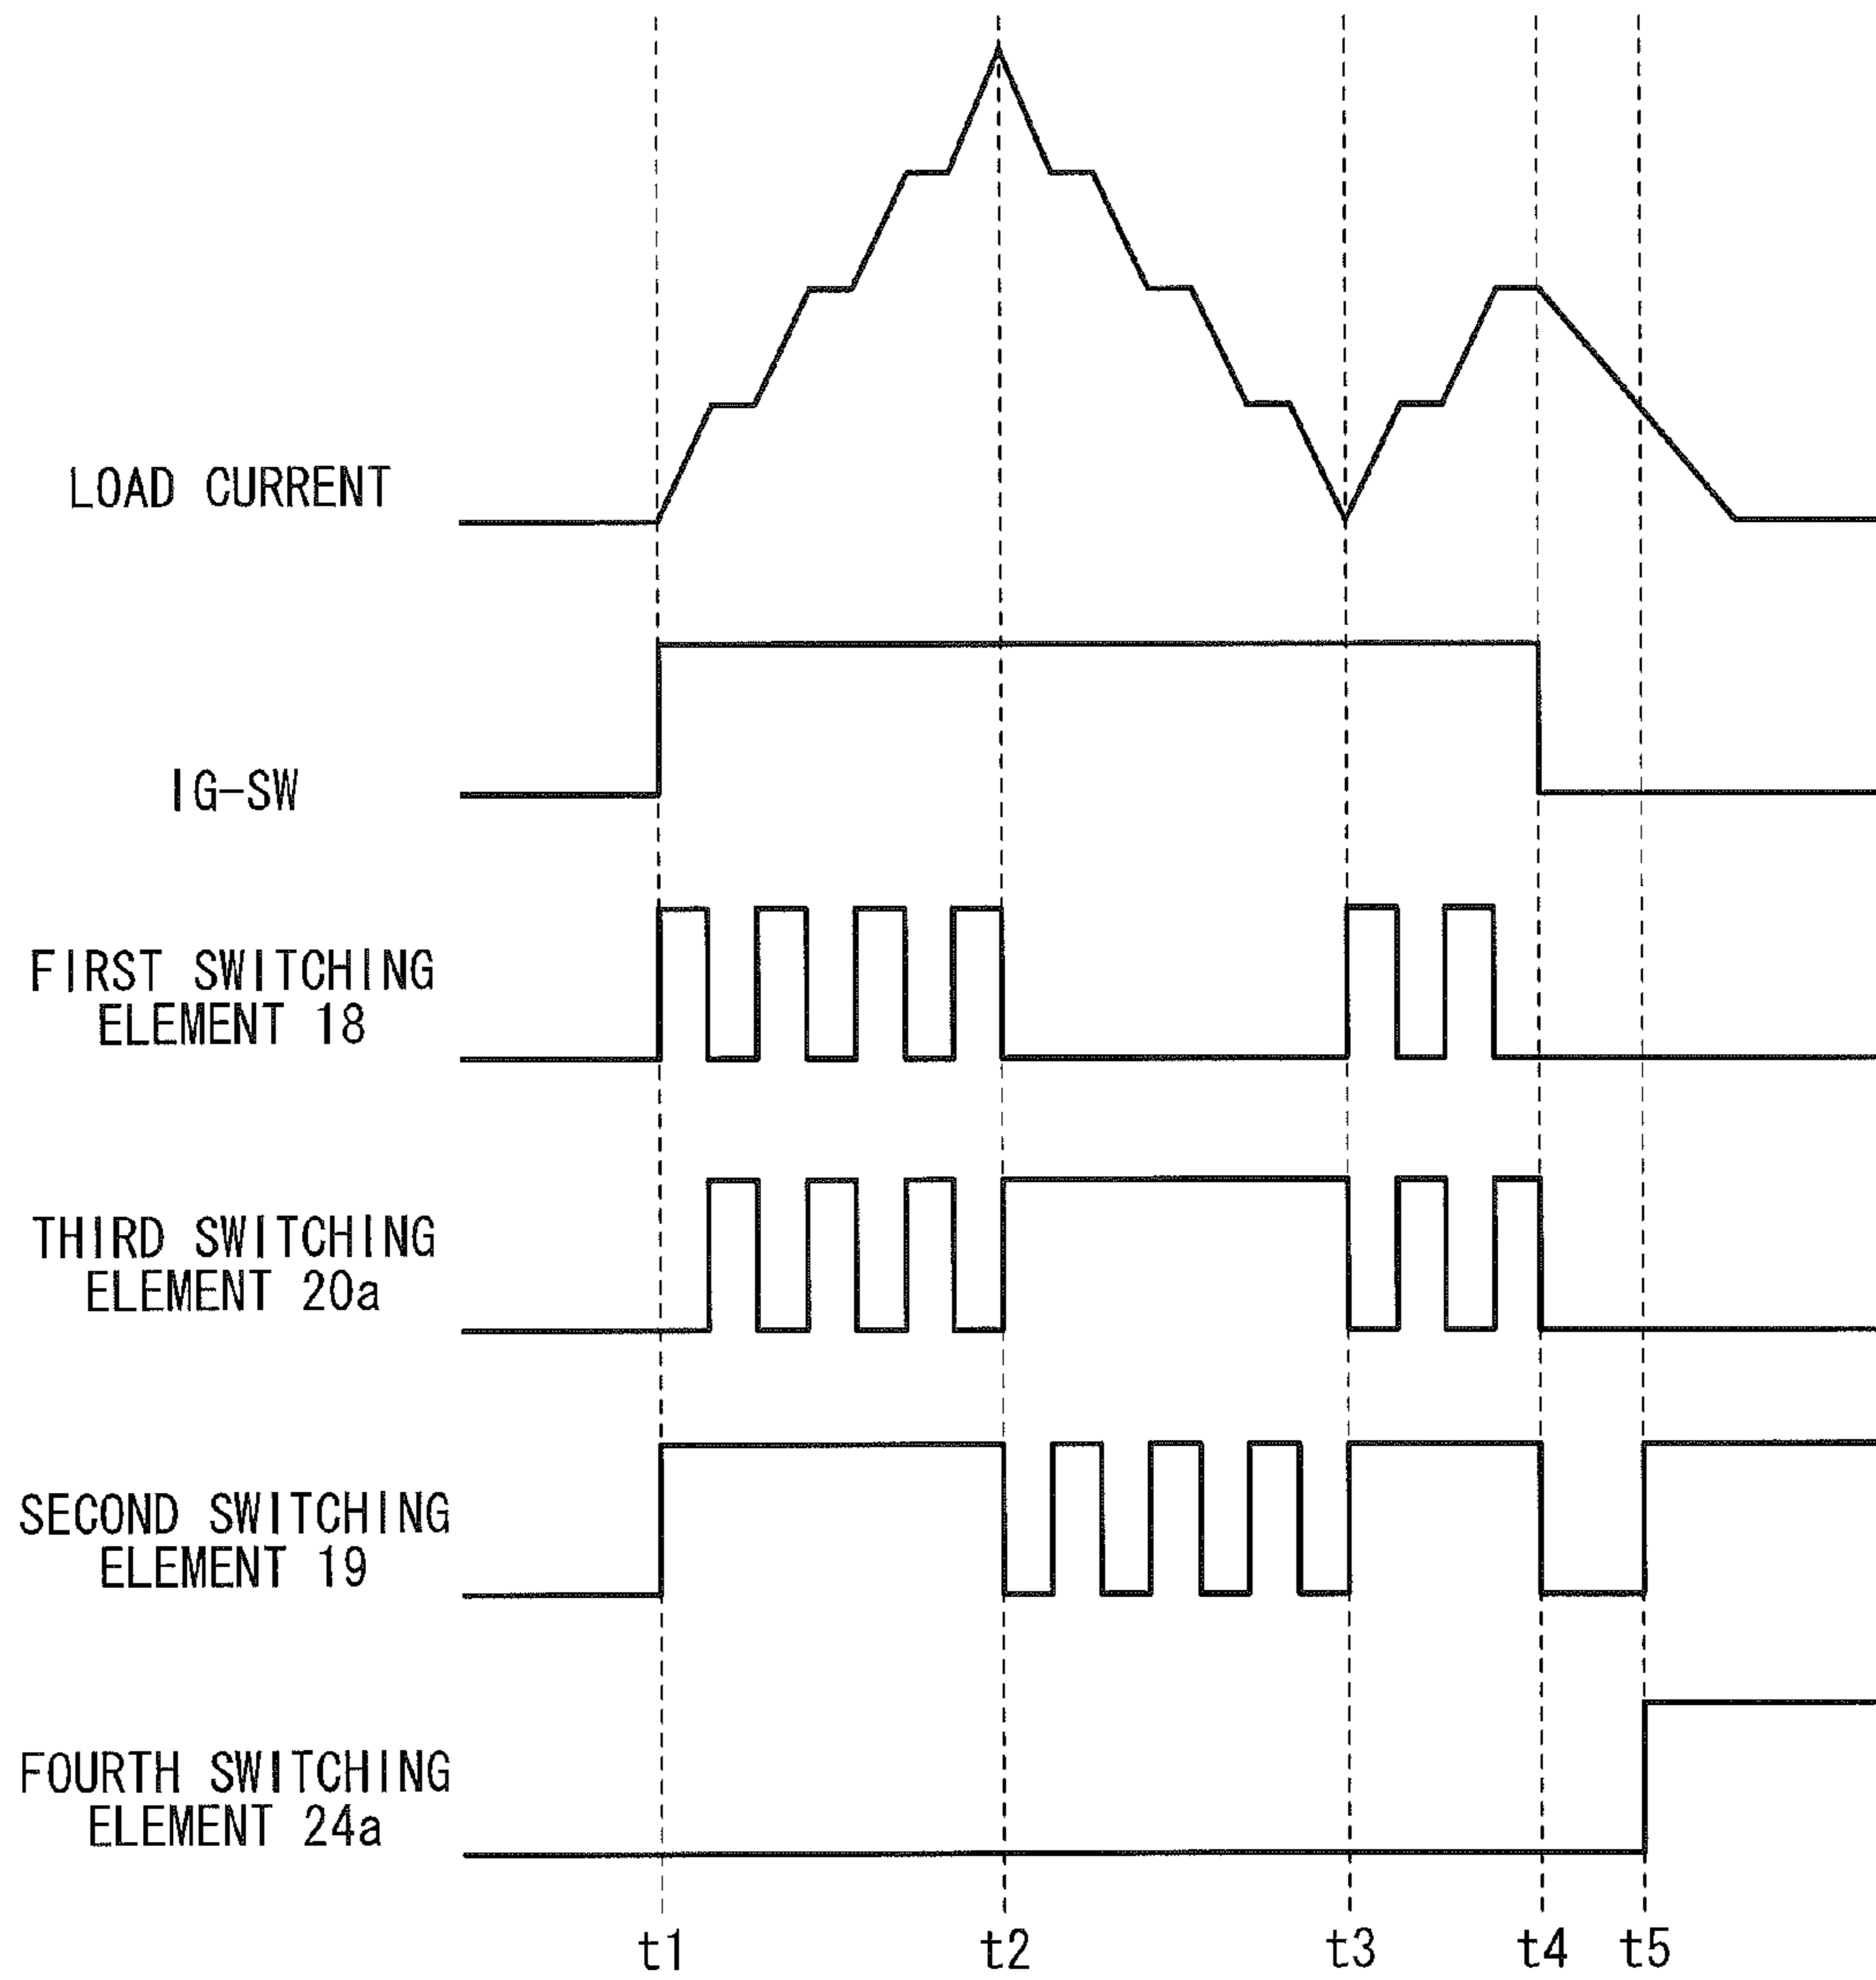 LOAD CURRENT
IG-SW
FIRST SWITCHING
ELEMENT 18
THIRD SWITCHING
ELEMENT 20a
SECOND SWITCHING
ELEMENT 19
FOURTH SWITCHING
ELEMENT 24a
t1 t2 t3 t4 t5